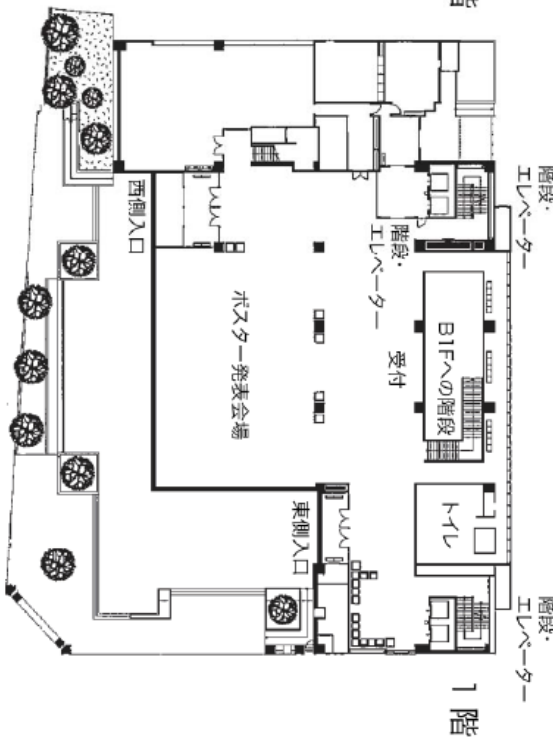 階
階段・
エレベーター
西側入口
階段・
エレベーター
B1Fへの階段
受付
ポスター発表会場
トイレ
東側入口
階段・
エレベーター
1階